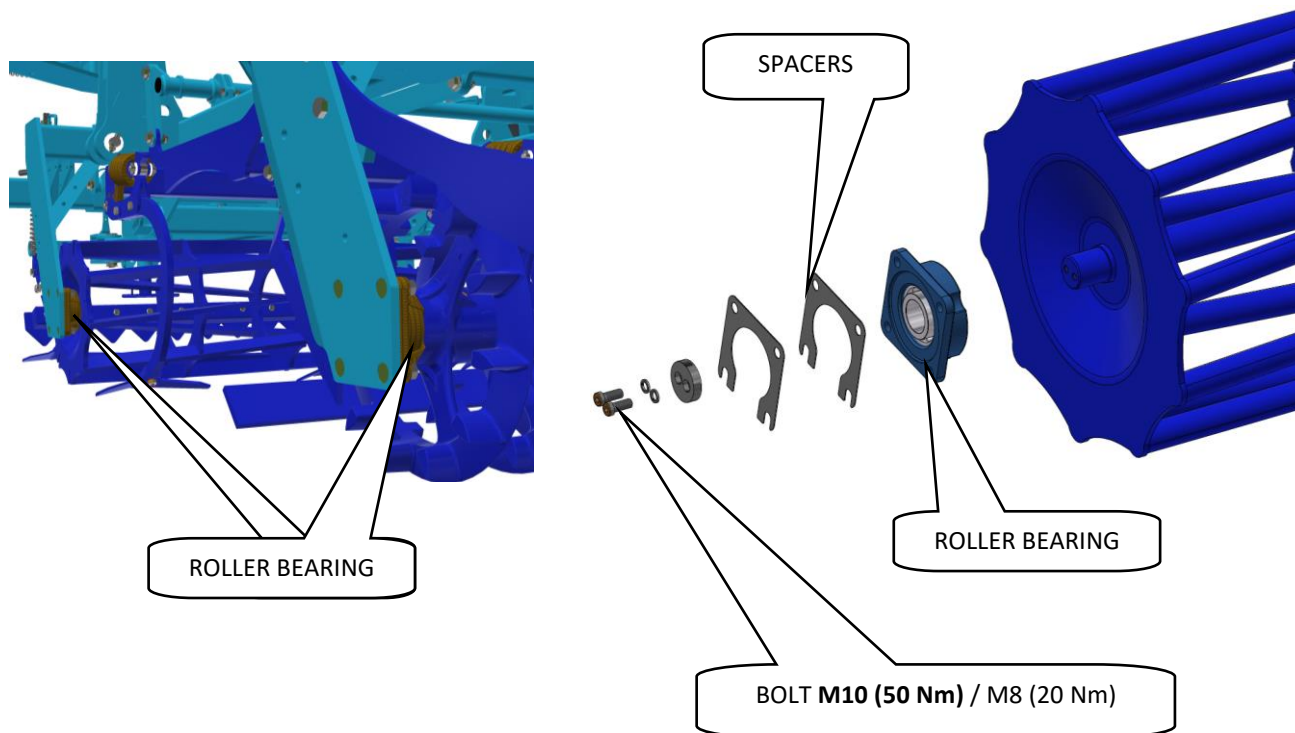 SPACERS
ROLLER BEARING
ROLLER BEARING
BOLT M10 (50 Nm) / M8 (20 Nm)